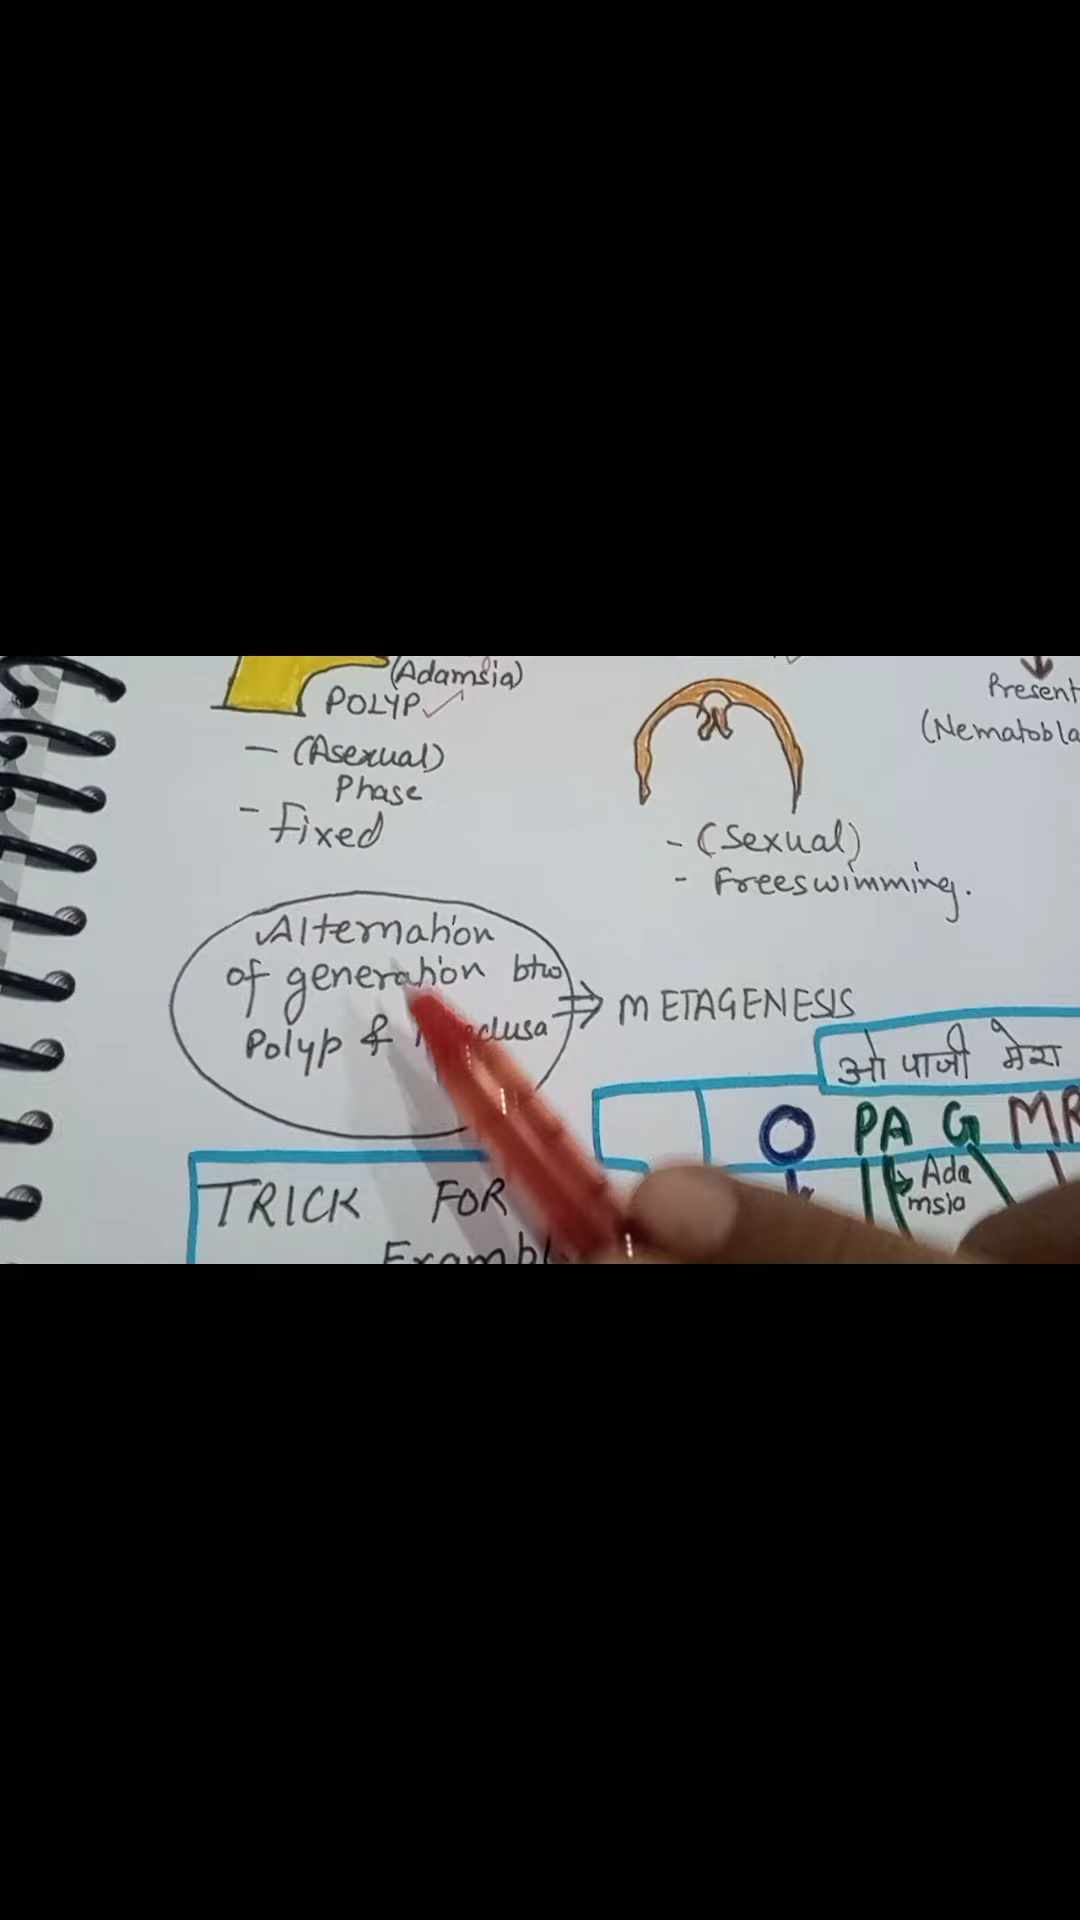 (Adamsia)
POLYP
- (Asexual)
Phase
- fixed
- (Sexual)
- Freeswimming.
Present
(Nematobla
Alternation
of generation btw
Polyp &
⇒ METAGENESIS
ओ पाजी मेरा
O PA G MR
Ada
msia
TRICK FOR